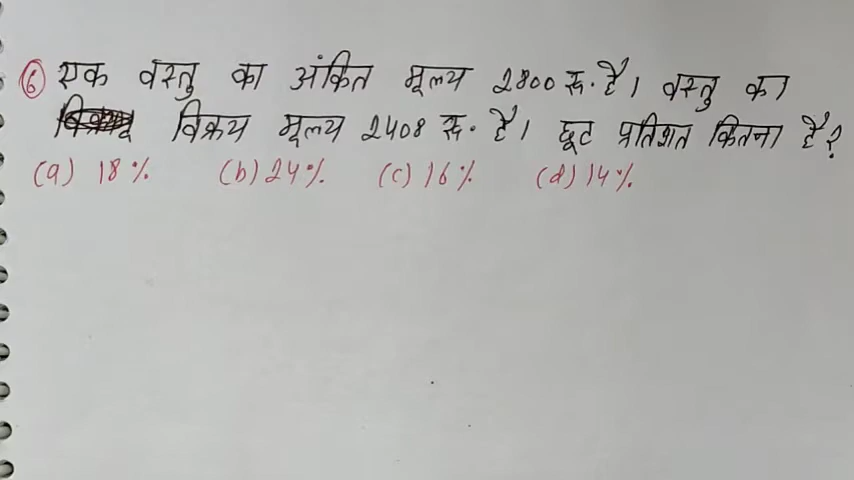 ⑥ एक वस्तु का अंकित मूल्य 2800 रू. है। वस्तु का
विक्रय मूल्य 2408 रू. है। छूट प्रतिशत कितना है?
(a) 18% (b) 24% (c) 16% (d) 14%